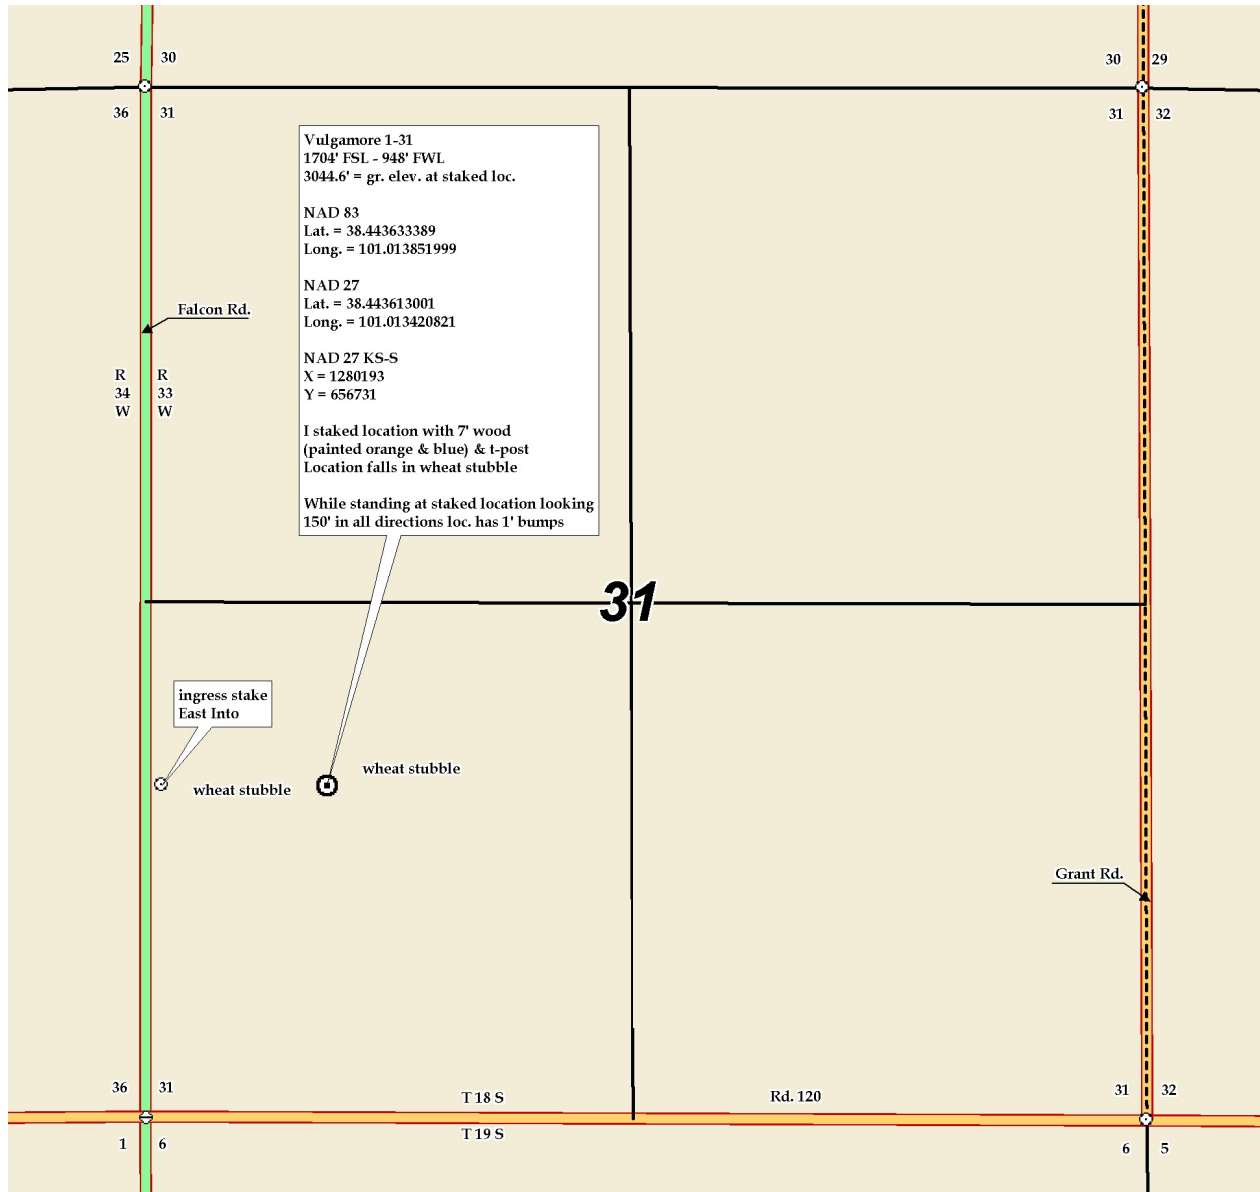 25 30
30 29
36 31
31 32
Vulgamore 1-31
1704' FSL - 948' FWL
3044.6' = gr. elev. at staked loc.
NAD 83
Lat. = 38.443633389
Long. = 101.013851999
NAD 27
Lat. = 38.443613001
Long. = 101.013420821
NAD 27 KS-S
X = 1280193
Y = 656731
I staked location with 7' wood
(painted orange & blue) & t-post
Location falls in wheat stubble
While standing at staked location looking
150' in all directions loc. has 1' bumps
Falcon Rd.
R R
34 33
W W
31
ingress stake
East Into
wheat stubble
wheat stubble
Grant Rd.
36 31
T 18 S
Rd. 120
31 32
1 6
T 19 S
6 5